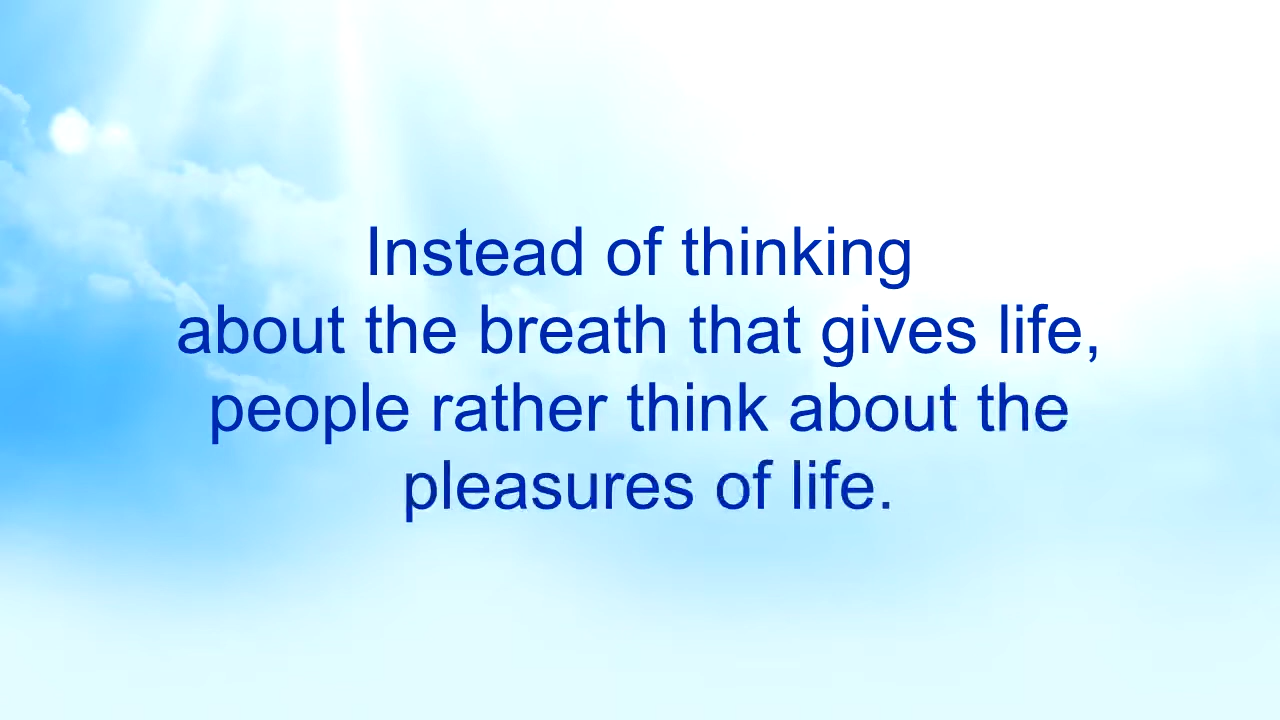 Instead of thinking
about the breath that gives life,
people rather think about the
pleasures of life.